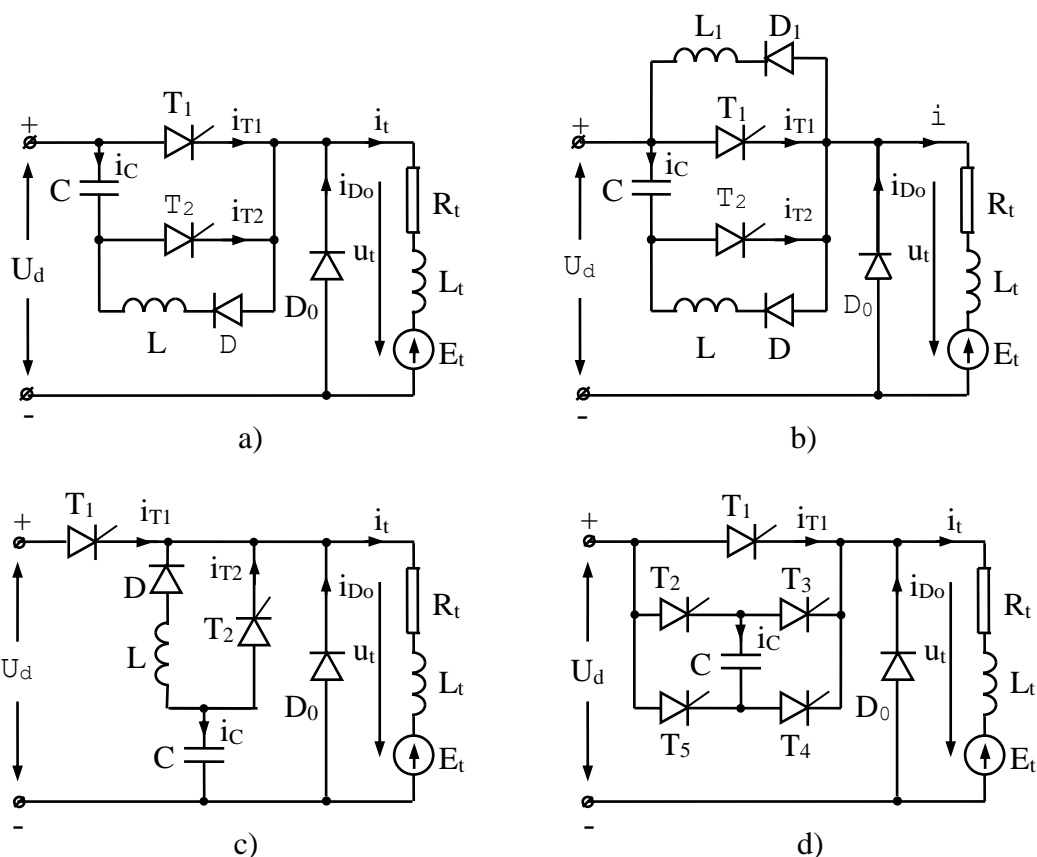 L1 D1
T1
+ iT1 it
iC
C
T2
iT2
iDo
Rt
Ud
ut
Lt
D0
L D
Et
-
a)
T1
+ iT1 i
iC
C
T2
iT2
iDo
Rt
Ud
ut
Lt
D0
L D
Et
-
b)
T1
+ iT1 it
D
iT2
iDo
Rt
T2
L
Ud
ut
Lt
iC
D0
C
Et
-
c)
T1
+ iT1 it
T2 T3
iDo
Rt
iC
C
Ud
ut
Lt
D0
T5 T4
Et
-
d)